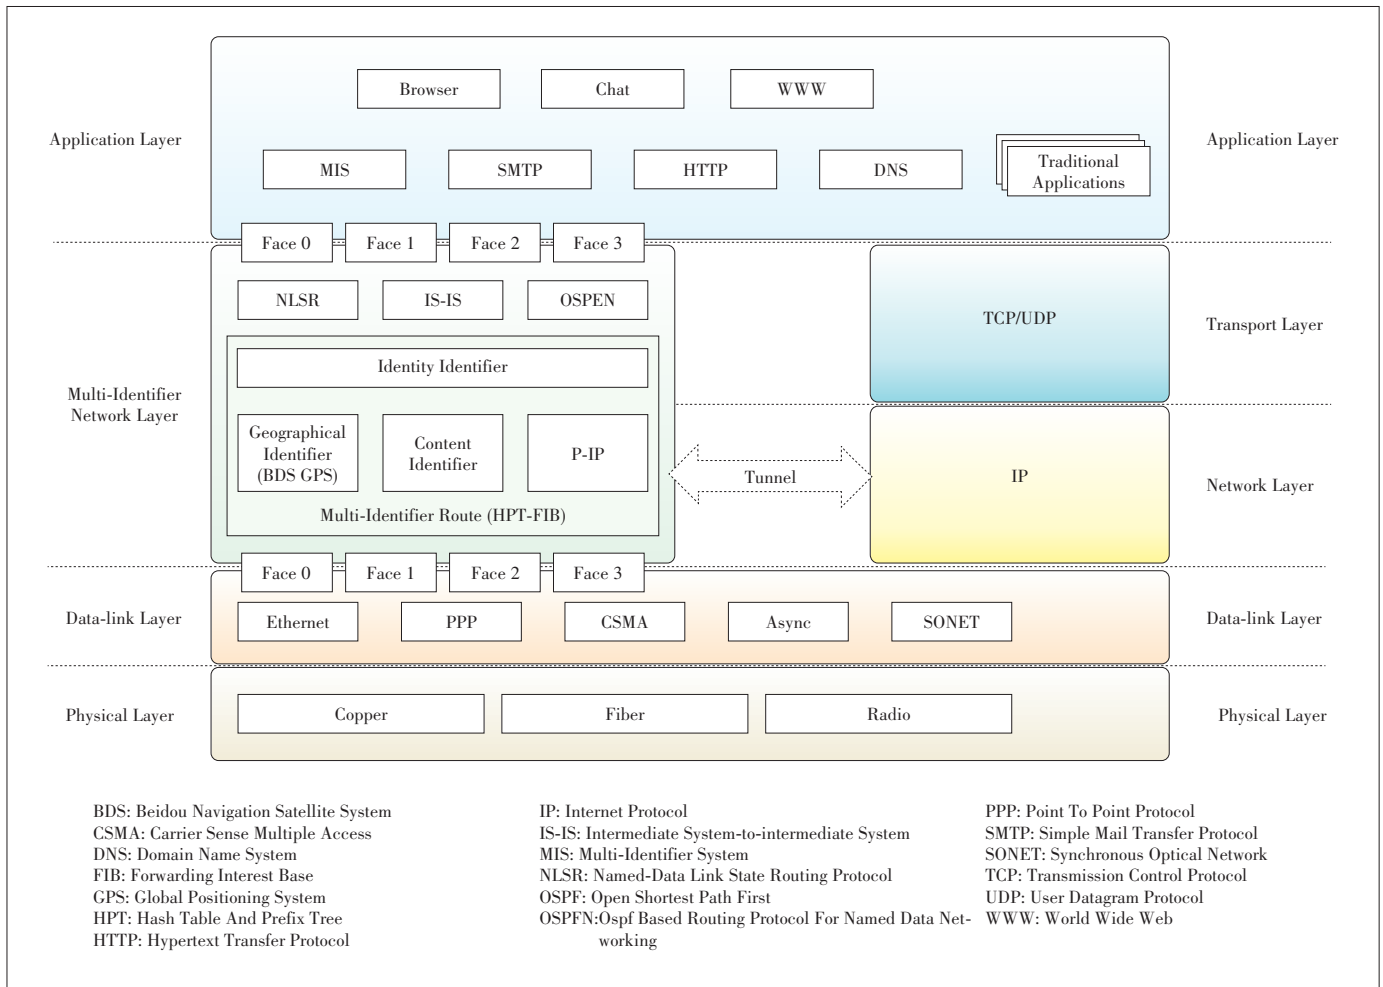 Browser
Chat
WWW
Application Layer
Application Layer
MIS
SMTP
HTTP
DNS
Traditional
Applications
Face 0
Face 1
Face 2
Face 3
NLSR
IS-IS
OSPEN
TCP/UDP
Transport Layer
Identity Identifier
Multi-Identifier
Network Layer
Geographical
Identifier
(BDS GPS)
Content
Identifier
P-IP
Tunnel
IP
Network Layer
Multi-Identifier Route (HPT-FIB)
Face 0
Face 1
Face 2
Face 3
Data-link Layer
Ethernet
PPP
CSMA
Async
SONET
Data-link Layer
Physical Layer
Copper
Fiber
Radio
Physical Layer
BDS: Beidou Navigation Satellite System
CSMA: Carrier Sense Multiple Access
DNS: Domain Name System
FIB: Forwarding Interest Base
GPS: Global Positioning System
HPT: Hash Table And Prefix Tree
HTTP: Hypertext Transfer Protocol
IP: Internet Protocol
IS-IS: Intermediate System-to-intermediate System
MIS: Multi-Identifier System
NLSR: Named-Data Link State Routing Protocol
OSPF: Open Shortest Path First
OSPFN:Ospf Based Routing Protocol For Named Data Net-
working
PPP: Point To Point Protocol
SMTP: Simple Mail Transfer Protocol
SONET: Synchronous Optical Network
TCP: Transmission Control Protocol
UDP: User Datagram Protocol
WWW: World Wide Web